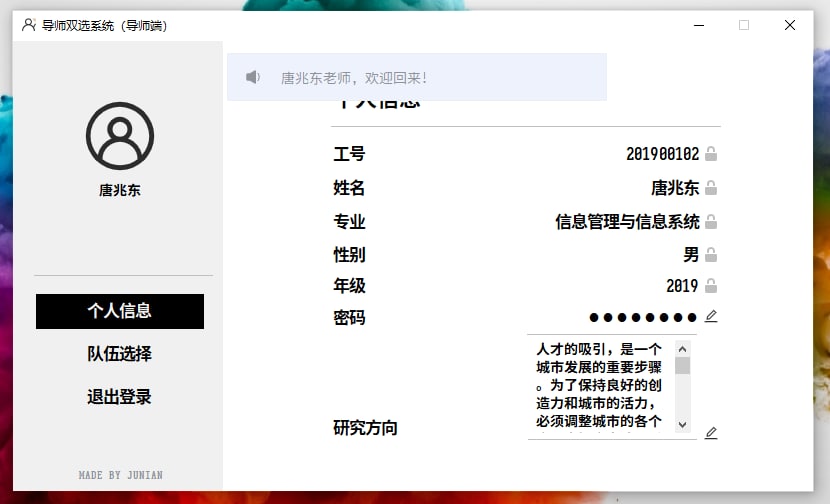 导师双选系统（导师端）
唐兆东老师，欢迎回来！
唐兆东
个人信息
队伍选择
退出登录
MADE BY JUNIAN
个人信息
工号 201900102
姓名 唐兆东
专业 信息管理与信息系统
性别 男
年级 2019
密码 ●●●●●●●●
研究方向
人才的吸引，是一个
城市发展的重要步骤
。为了保持良好的创
造力和城市的活力，
必须调整城市的各个